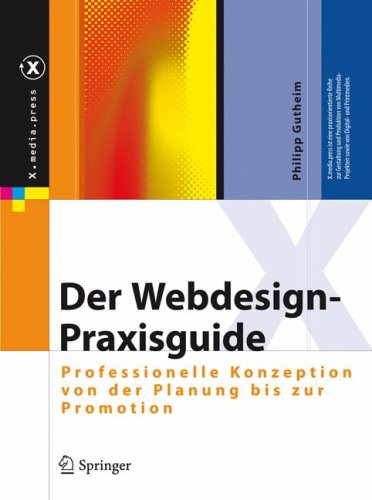 X
X.media.press
Philipp Gutheim
X.media.press ist eine praxisorientierte Reihe
zur Gestaltung und Produktion von Multimedia-
Projekten sowie von Digital- und Printmedien.
X
Der Webdesign-
Praxisguide
Professionelle Konzeption
von der Planung bis zur
Promotion
Springer